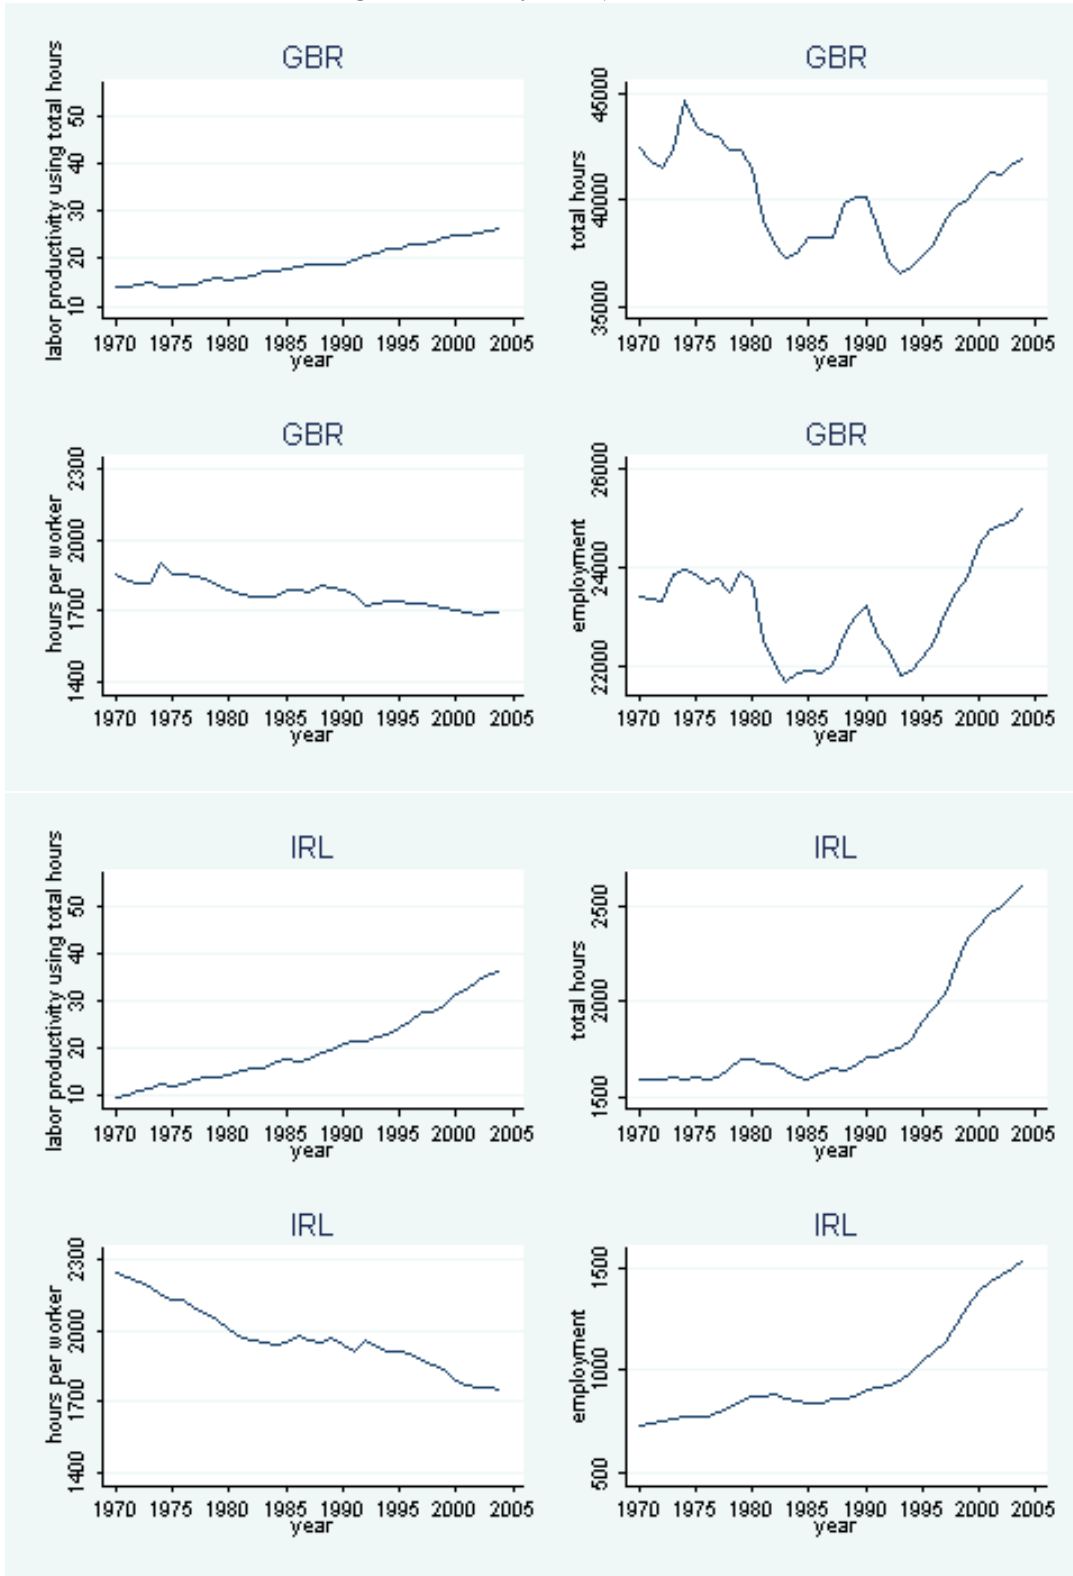 GBR
labor productivity using total hours
50
40
30
20
10
1970 1975 1980 1985 1990 1995 2000 2005
year
GBR
total hours
45000
40000
35000
1970 1975 1980 1985 1990 1995 2000 2005
year
GBR
hours per worker
2300
2000
1700
1400
1970 1975 1980 1985 1990 1995 2000 2005
year
GBR
employment
26000
24000
22000
1970 1975 1980 1985 1990 1995 2000 2005
year
IRL
labor productivity using total hours
50
40
30
20
10
1970 1975 1980 1985 1990 1995 2000 2005
year
IRL
total hours
2500
2000
1500
1970 1975 1980 1985 1990 1995 2000 2005
year
IRL
hours per worker
2300
2000
1700
1400
1970 1975 1980 1985 1990 1995 2000 2005
year
IRL
employment
1500
1000
500
1970 1975 1980 1985 1990 1995 2000 2005
year